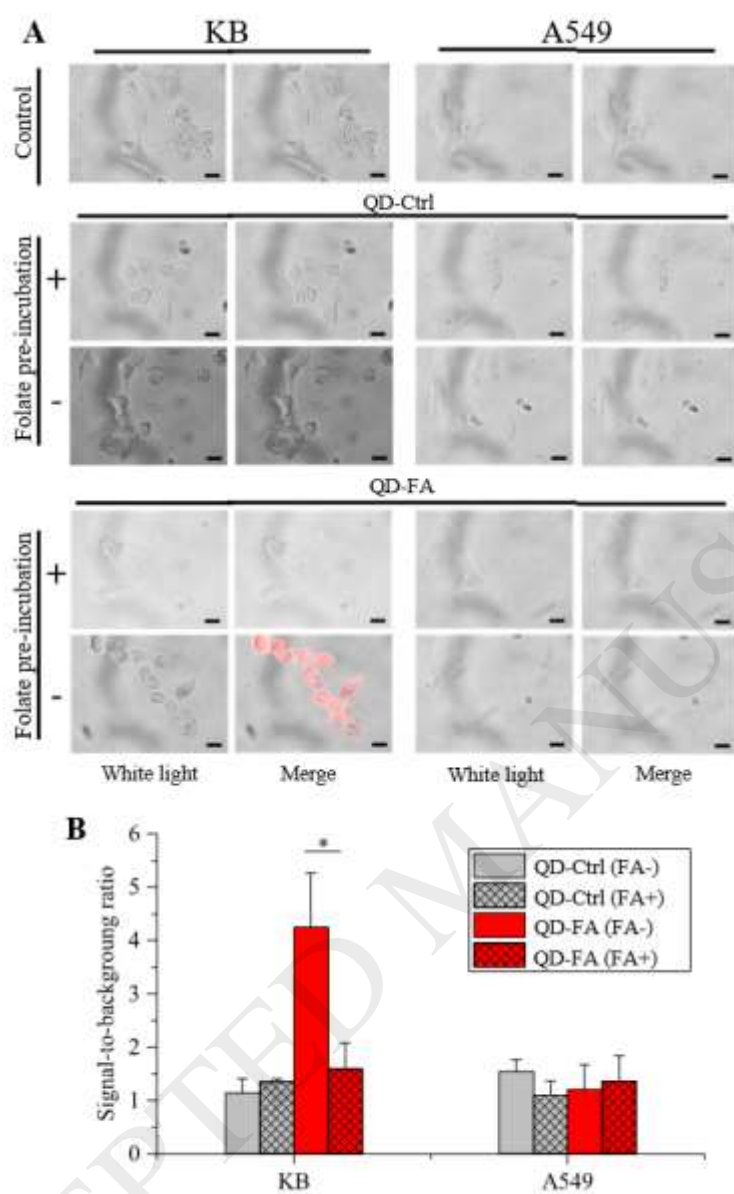 A
KB A549
Control
QD-Ctrl
Folate pre-incubation
+
-
QD-FA
Folate pre-incubation
+
-
White light Merge White light Merge
B
Signal-to-backgroung ratio
6
5
4
3
2
1
0
*
QD-Ctrl (FA-)
QD-Ctrl (FA+)
QD-FA (FA-)
QD-FA (FA+)
KB A549
EPTED MANUS